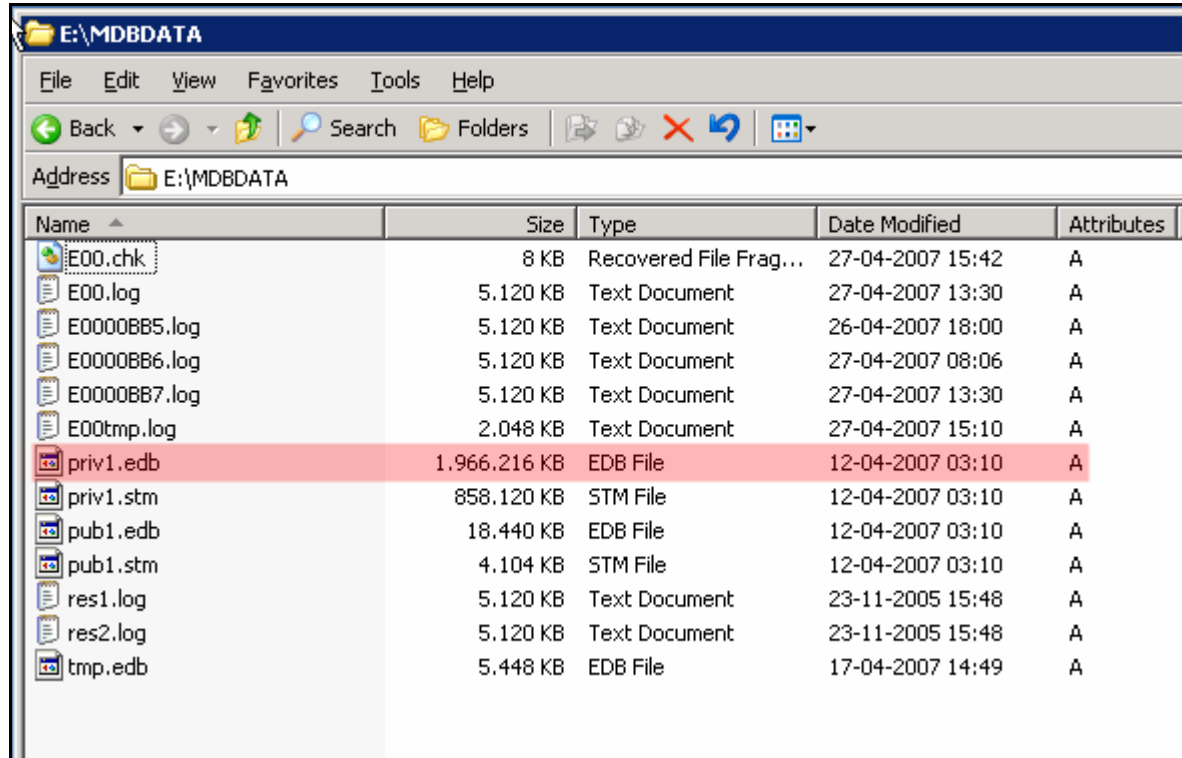 E:\MDBDATA
File Edit View Favorites Tools Help
Back Search Folders
Address E:\MDBDATA
Name Size Type Date Modified Attributes
E00.chk 8 KB Recovered File Frag... 27-04-2007 15:42 A
E00.log 5.120 KB Text Document 27-04-2007 13:30 A
E0000BB5.log 5.120 KB Text Document 26-04-2007 18:00 A
E0000BB6.log 5.120 KB Text Document 27-04-2007 08:06 A
E0000BB7.log 5.120 KB Text Document 27-04-2007 13:30 A
E00tmp.log 2.048 KB Text Document 27-04-2007 15:10 A
priv1.edb 1.966.216 KB EDB File 12-04-2007 03:10 A
priv1.stm 858.120 KB STM File 12-04-2007 03:10 A
pub1.edb 18.440 KB EDB File 12-04-2007 03:10 A
pub1.stm 4.104 KB STM File 12-04-2007 03:10 A
res1.log 5.120 KB Text Document 23-11-2005 15:48 A
res2.log 5.120 KB Text Document 23-11-2005 15:48 A
tmp.edb 5.448 KB EDB File 17-04-2007 14:49 A